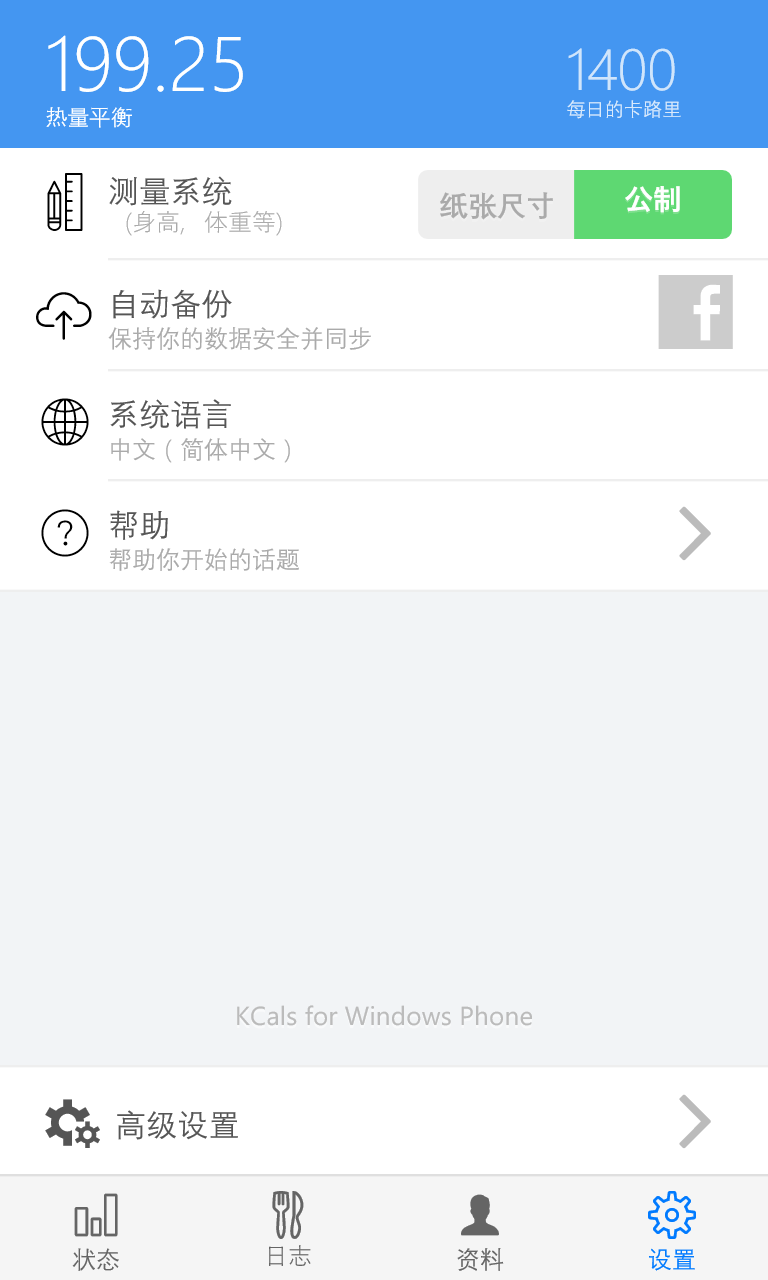 199.25
热量平衡
1400
每日的卡路里
测量系统
(身高, 体重等)
纸张尺寸
公制
自动备份
保持你的数据安全并同步
f
系统语言
中文 ( 简体中文 )
?
帮助
帮助你开始的话题
KCals for Windows Phone
高级设置
状态
日志
资料
设置